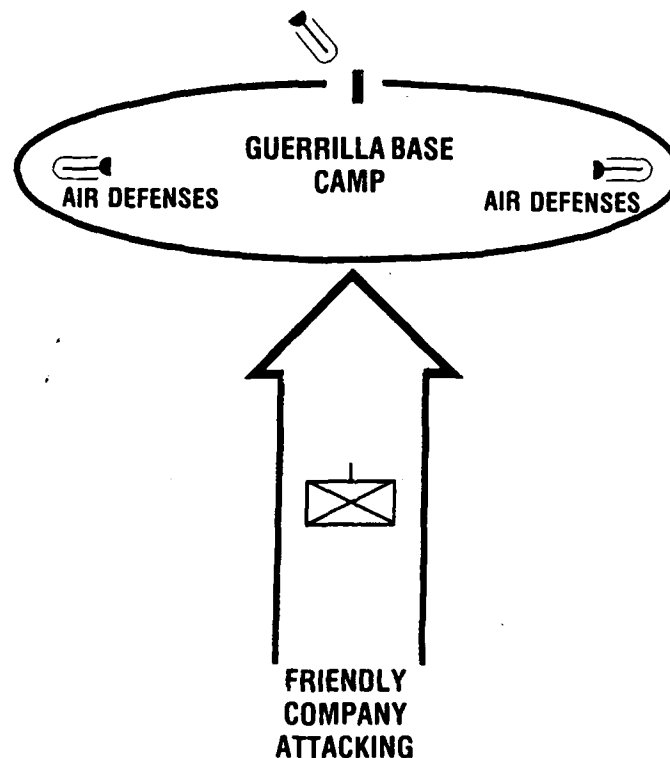 GUERRILLA BASE
CAMP
AIR DEFENSES
AIR DEFENSES
FRIENDLY
COMPANY
ATTACKING